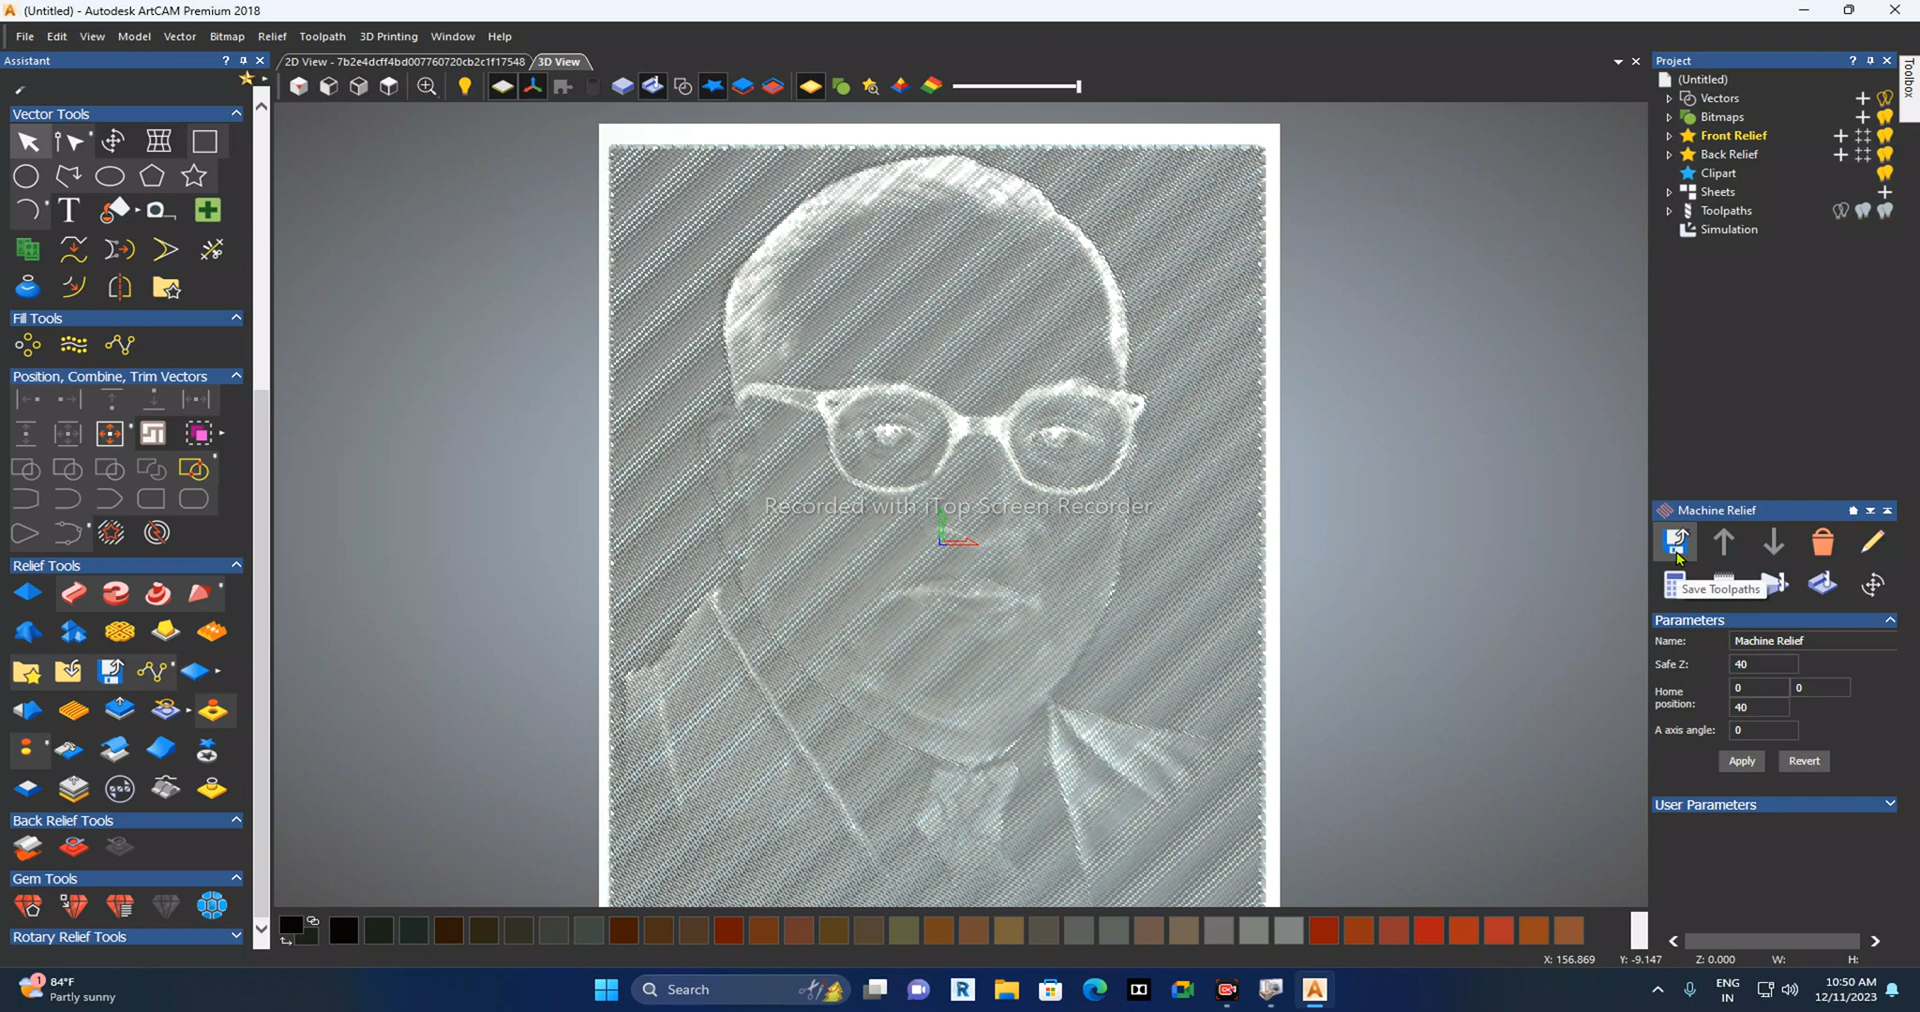 (Untitled) - Autodesk ArtCAM Premium 2018
File Edit View Model Vector Bitmap Relief Toolpath 3D Printing Window Help
Assistant ?
2D View - 7b2e4dcff4bd007760720cb2c1f17548 3D View
Vector Tools
T
Fill Tools
Position, Combine, Trim Vectors
Relief Tools
Back Relief Tools
Gem Tools
Rotary Relief Tools
Recorded with iTop Screen Recorder
Project ?
Toolbox
(Untitled)
Vectors
Bitmaps
Front Relief
Back Relief
Clipart
Sheets
Toolpaths
Simulation
Machine Relief
Save Toolpaths
Parameters
Name: Machine Relief
Safe Z: 40
Home position: 0 0
40
A axis angle: 0
Apply Revert
User Parameters
X: 156.869 Y: -9.147 Z: 0.000 W: H:
1
84°F
Partly sunny
Search
R
A
ENG
IN
10:50 AM
12/11/2023